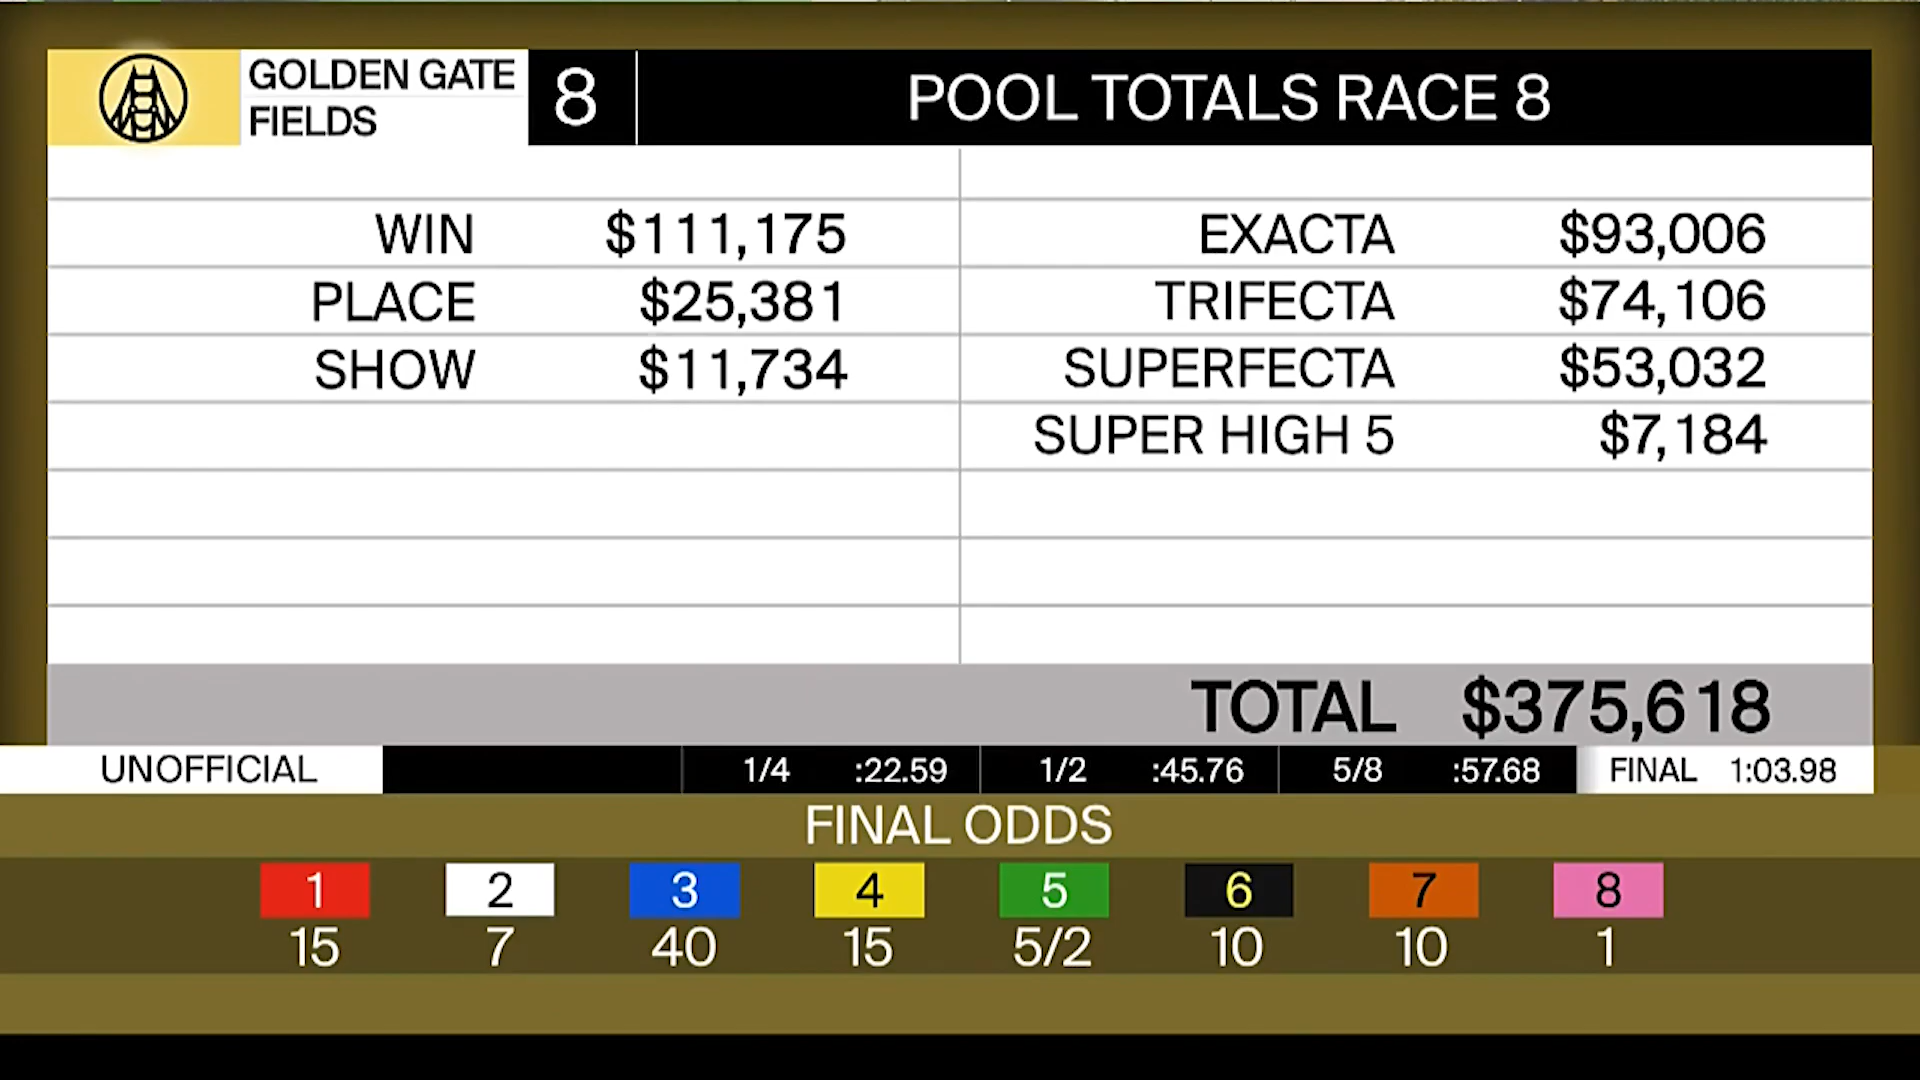 GOLDEN GATE
FIELDS
8
POOL TOTALS RACE 8
WIN $111,175
PLACE $25,381
SHOW $11,734
EXACTA $93,006
TRIFECTA $74,106
SUPERFECTA $53,032
SUPER HIGH 5 $7,184
TOTAL $375,618
UNOFFICIAL 1/4 :22.59 1/2 :45.76 5/8 :57.68 FINAL 1:03.98
FINAL ODDS
1 2 3 4 5 6 7 8
15 7 40 15 5/2 10 10 1